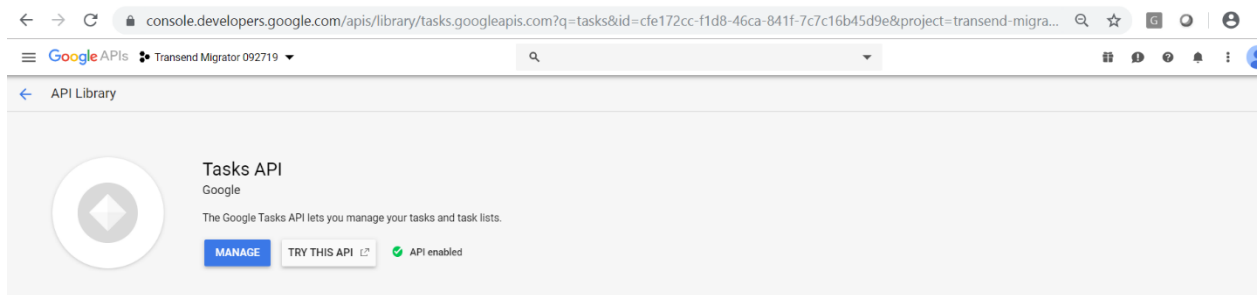 console.developers.google.com/apis/library/tasks.googleapis.com?q=tasks&id=cfe172cc-f1d8-46ca-841f-7c7c16b45d9e&project=transend-migra...
G
Google APIs Transend Migrator 092719
API Library
Tasks API
Google
The Google Tasks API lets you manage your tasks and task lists.
MANAGE TRY THIS API API enabled